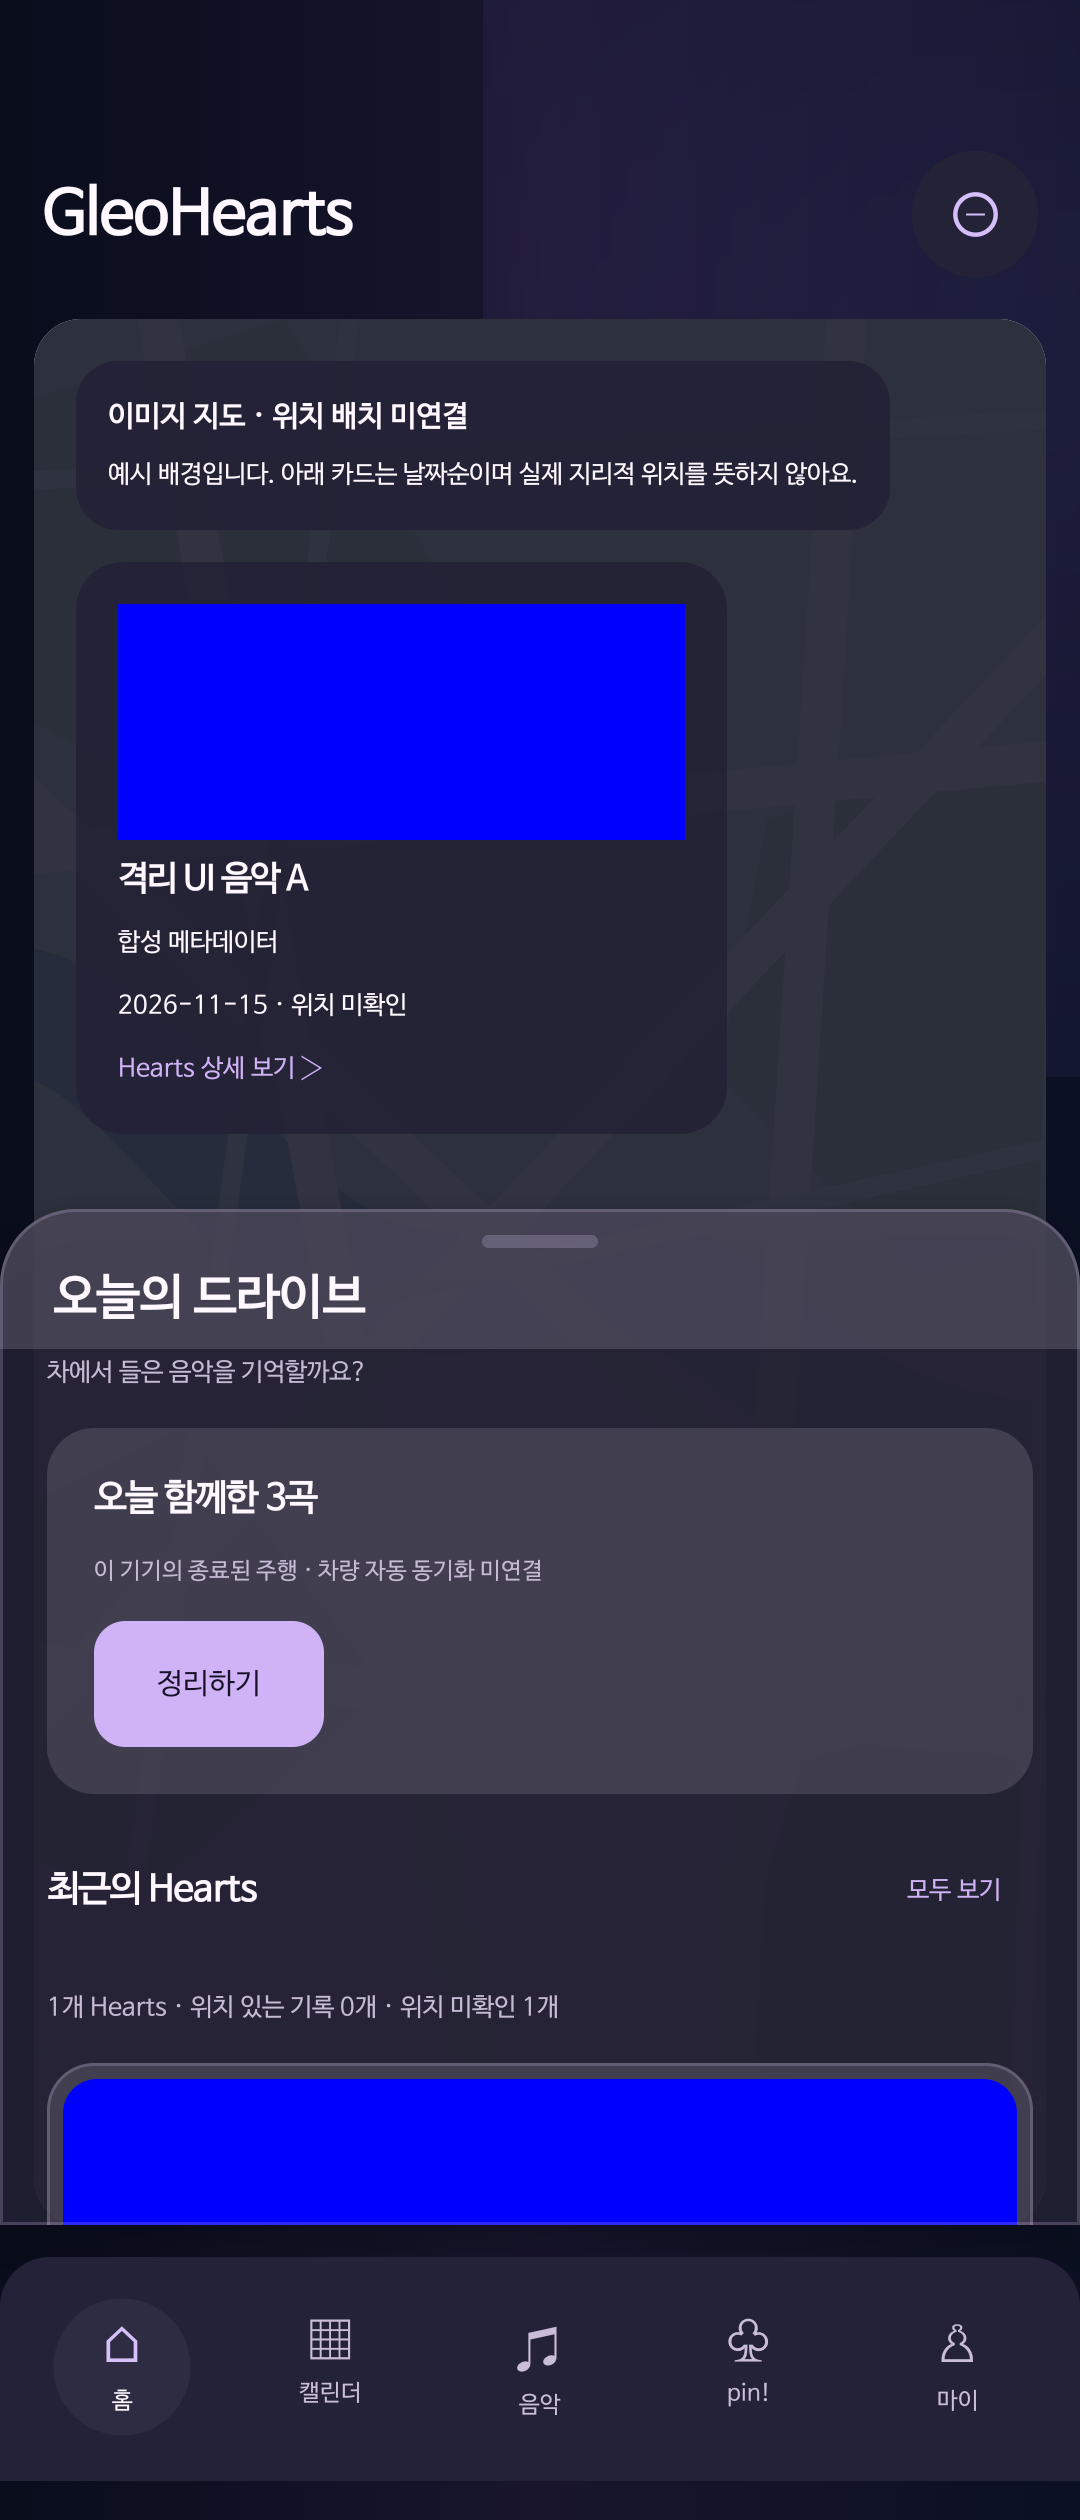 GleoHearts
이미지 지도 · 위치 배치 미연결
예시 배경입니다. 아래 카드는 날짜순이며 실제 지리적 위치를 뜻하지 않아요.
격리 UI 음악 A
합성 메타데이터
2026-11-15 · 위치 미확인
Hearts 상세 보기 ＞
오늘의 드라이브
차에서 들은 음악을 기억할까요?
오늘 함께한 3곡
이 기기의 종료된 주행 · 차량 자동 동기화 미연결
정리하기
최근의 Hearts
모두 보기
1개 Hearts · 위치 있는 기록 0개 · 위치 미확인 1개
홈
캘린더
음악
pin!
마이